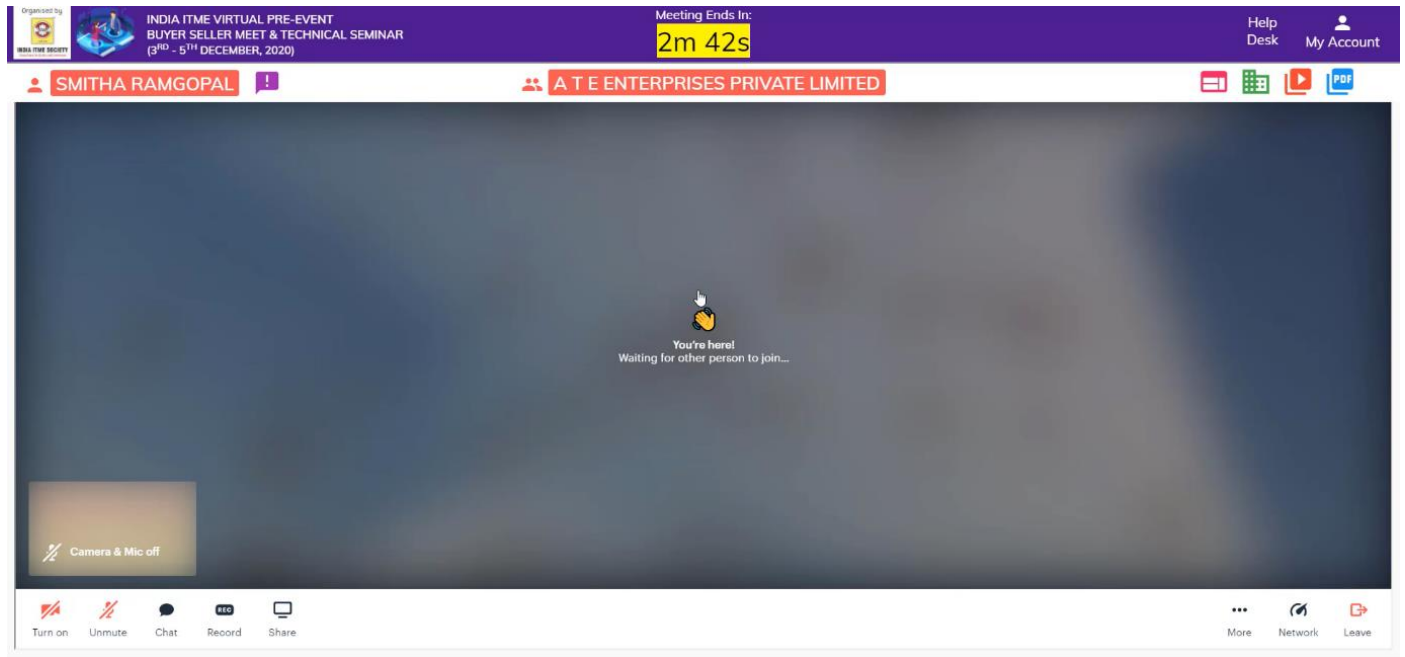 Organised by
INDIA ITME SOCIETY
INDIA ITME VIRTUAL PRE-EVENT
BUYER SELLER MEET & TECHNICAL SEMINAR
(3RD - 5TH DECEMBER, 2020)
Meeting Ends In:
2m 42s
Help
Desk
My Account
SMITHA RAMGOPAL
!
A T E ENTERPRISES PRIVATE LIMITED
PDF
You're here!
Waiting for other person to join...
Camera & Mic off
REC
Turn on
Unmute
Chat
Record
Share
More
Network
Leave